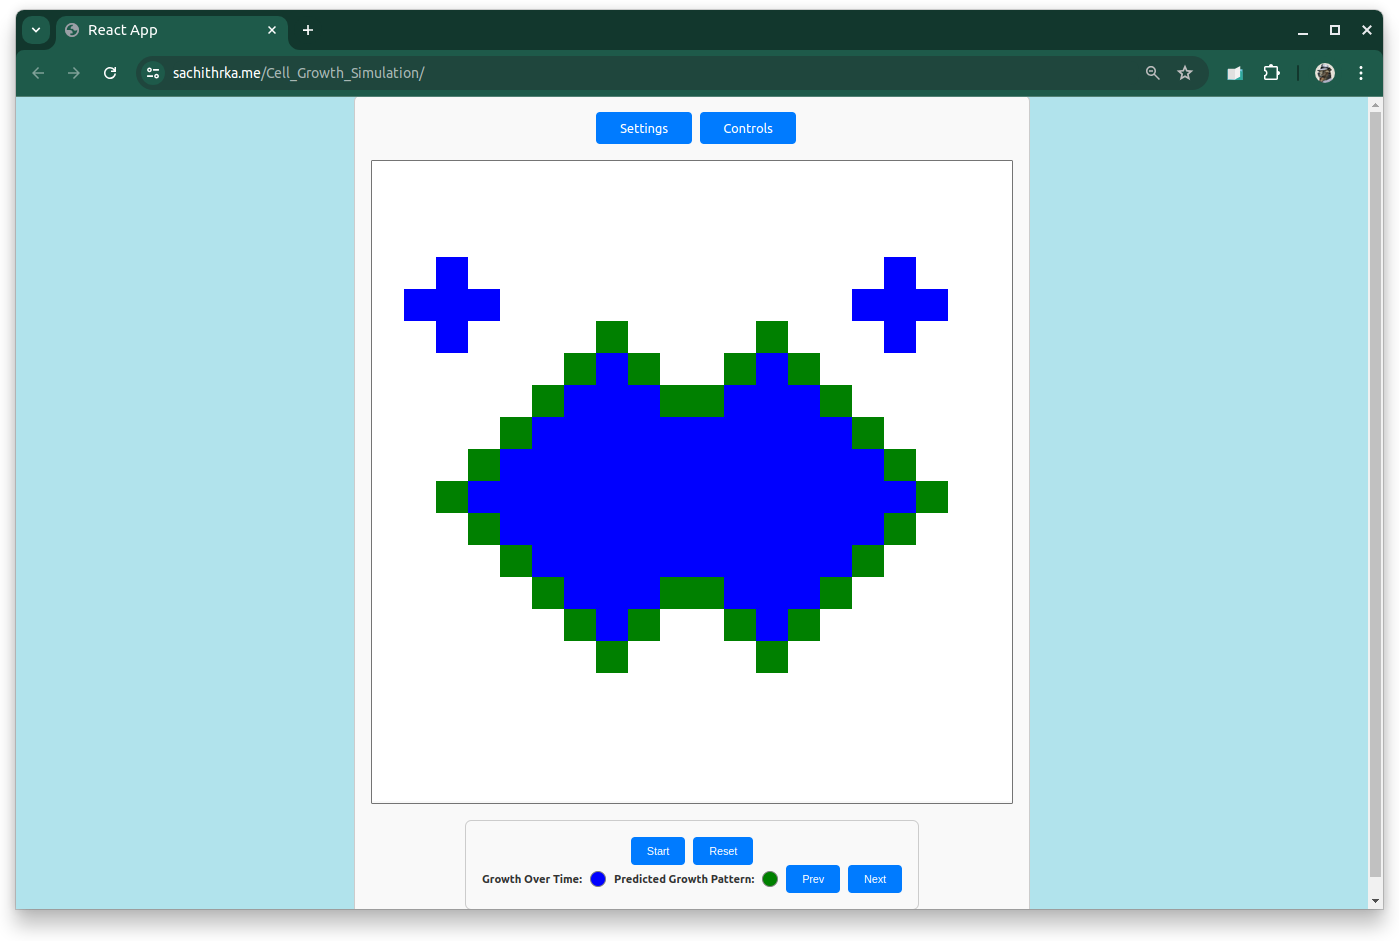 React App
sachithrka.me/Cell_Growth_Simulation/
Settings Controls
Start Reset
Growth Over Time: Predicted Growth Pattern: Prev Next